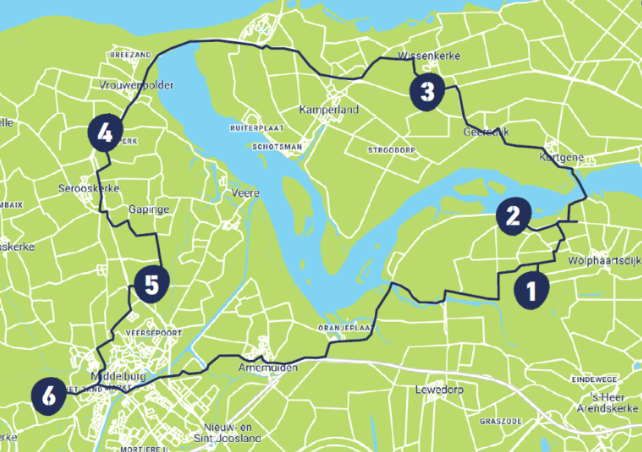 BREEZAND
Wissenkerke
Vrouwenpolder
3
Kamperland
4
RUITERPLAAT
Geersdijk
SCHOTSMAN
STROODORP
Kortgene
Serooskerke
Veere
Gapinge
2
Wolphaartsdijk
5
1
ORANJEPLAAT
VEERSEPOORT
Arnemuiden
Middelburg
6
Lewedorp
EINDEWEGE
's-Heer
Arendskerke
GRASZODE
Nieuw- en
Sint Joosland